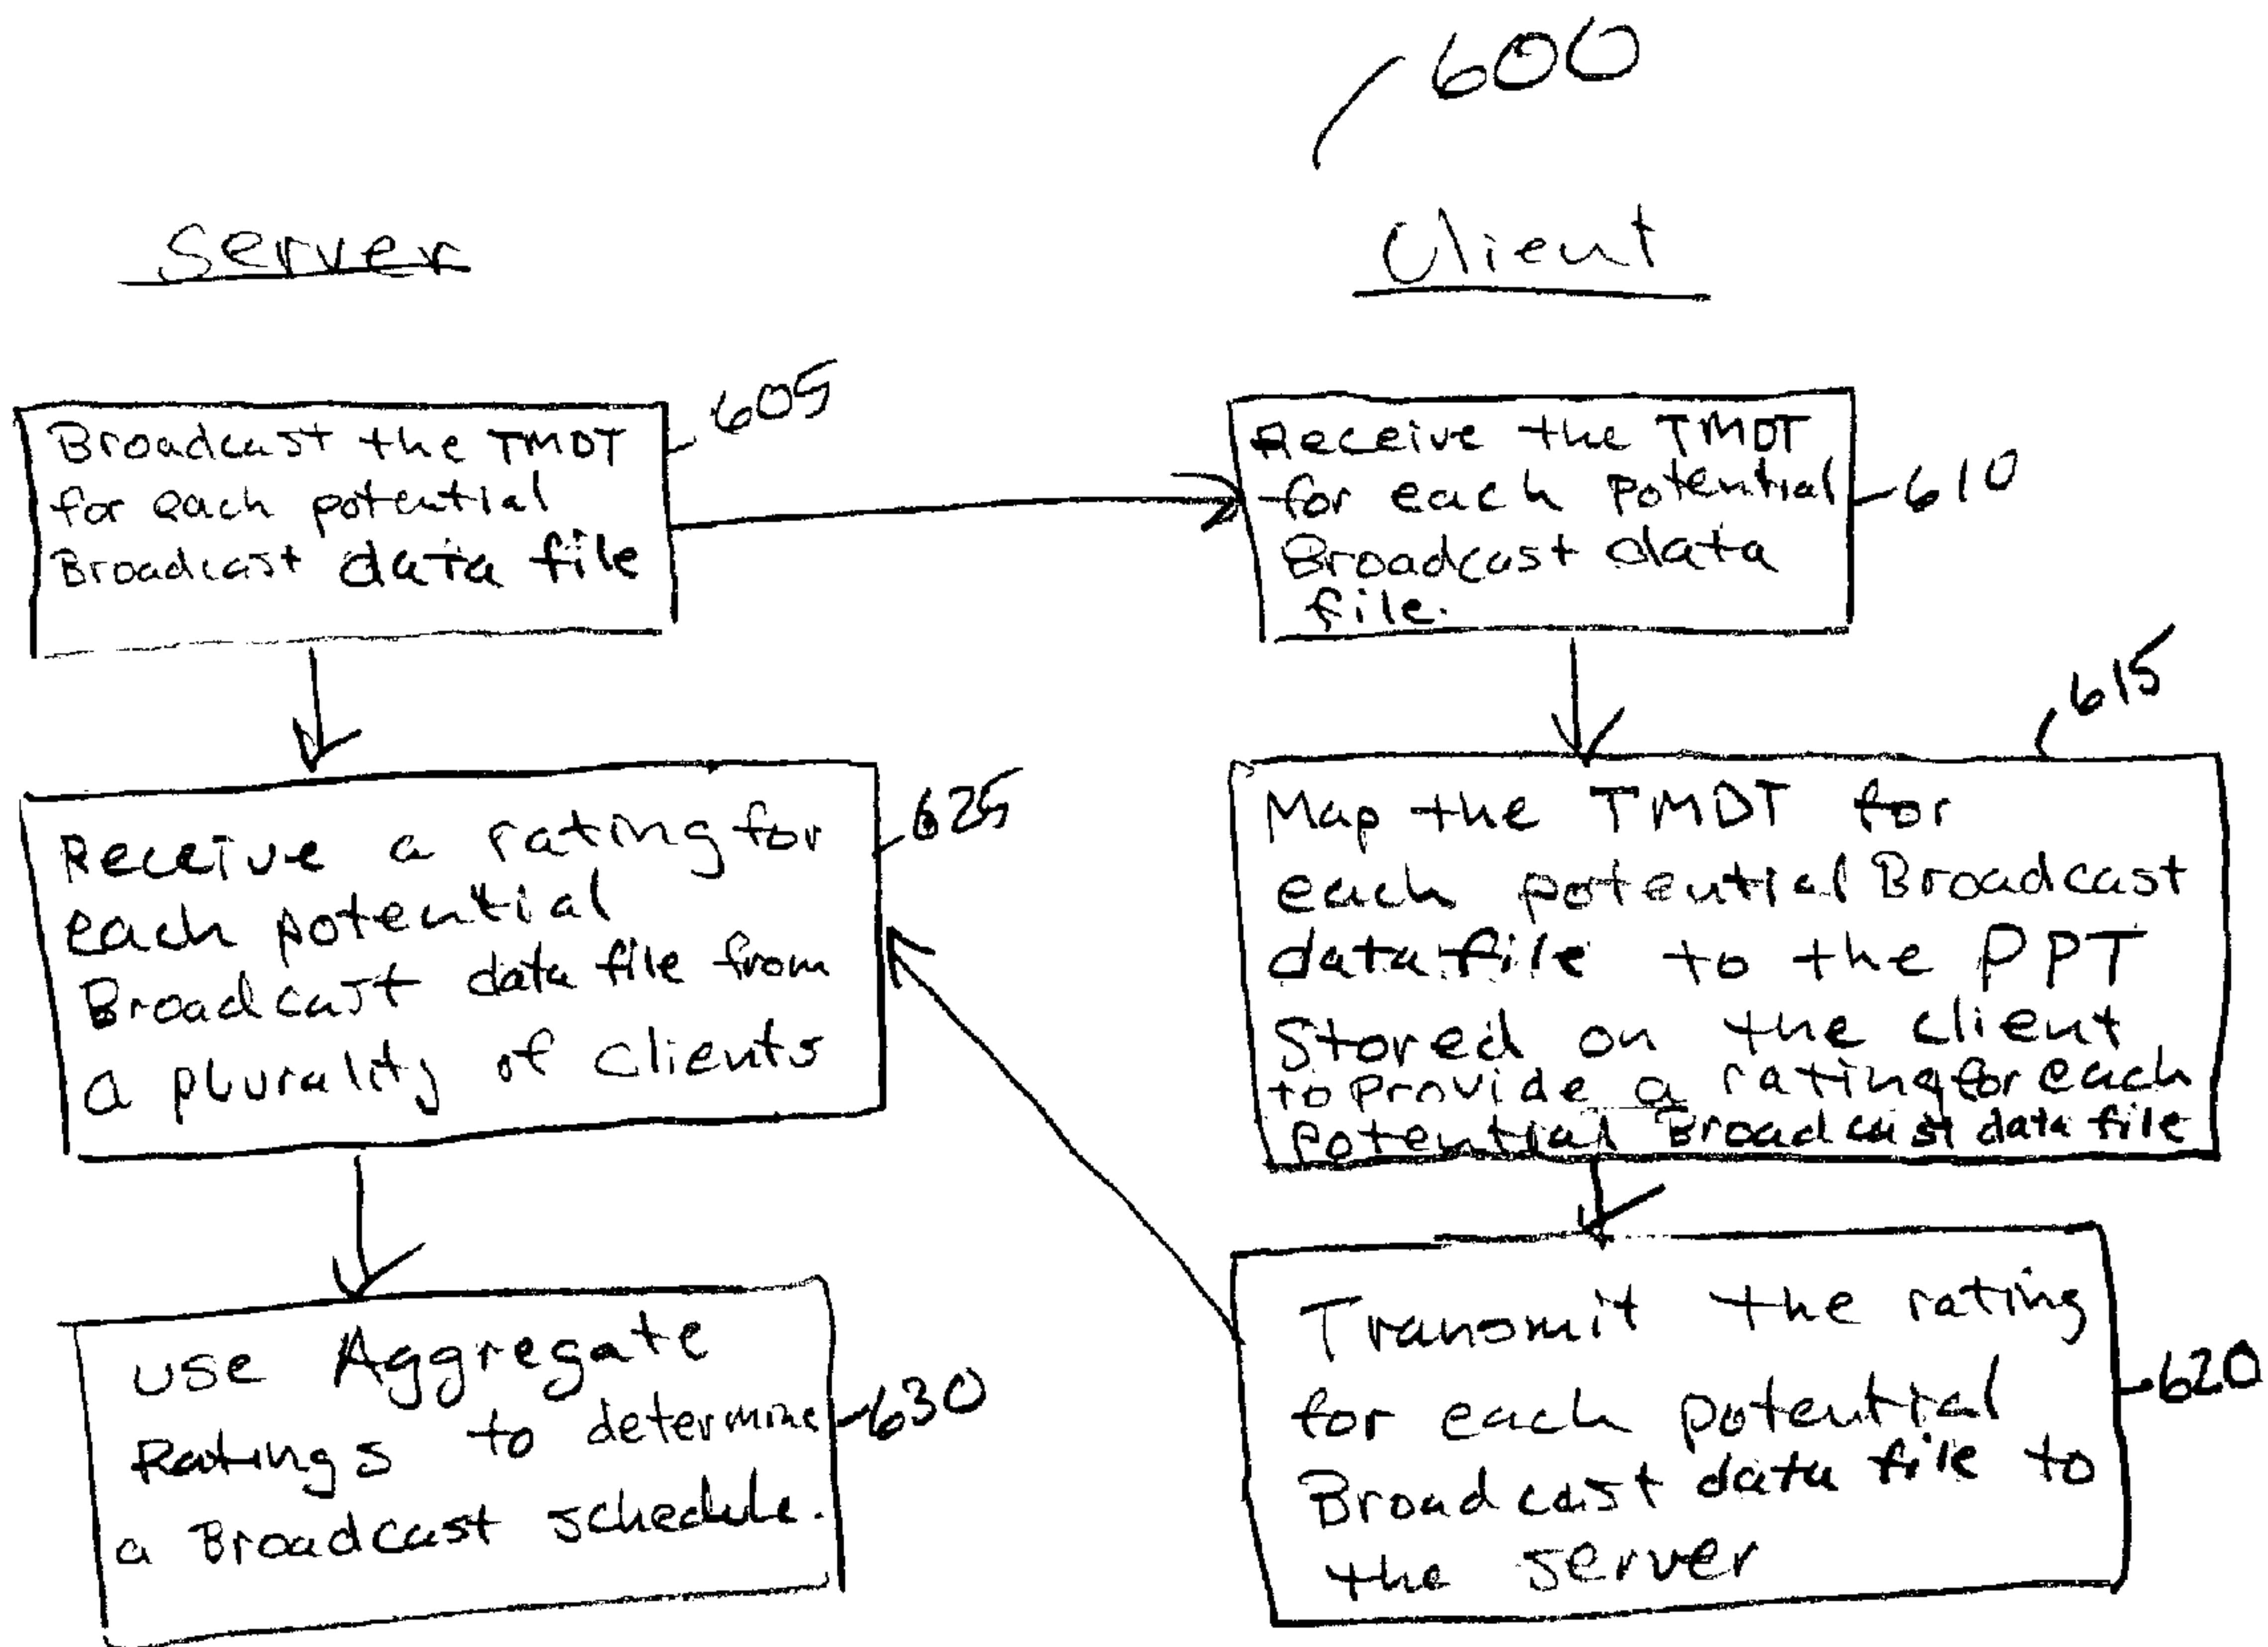 600
Server
Client
605
Broadcast the TMDT
for each potential
Broadcast data file
Receive the TMDT
for each potential
Broadcast data
file.
610
615
625
Receive a rating for
each potential
Broadcast data file from
a plurality of clients
Map the TMDT for
each potential Broadcast
data file to the PPT
Stored on the client
to provide a rating for each
Potential Broadcast data file
use Aggregate
Ratings to determine
a Broadcast schedule.
630
Transmit the rating
for each potential
Broadcast data file to
the server
620